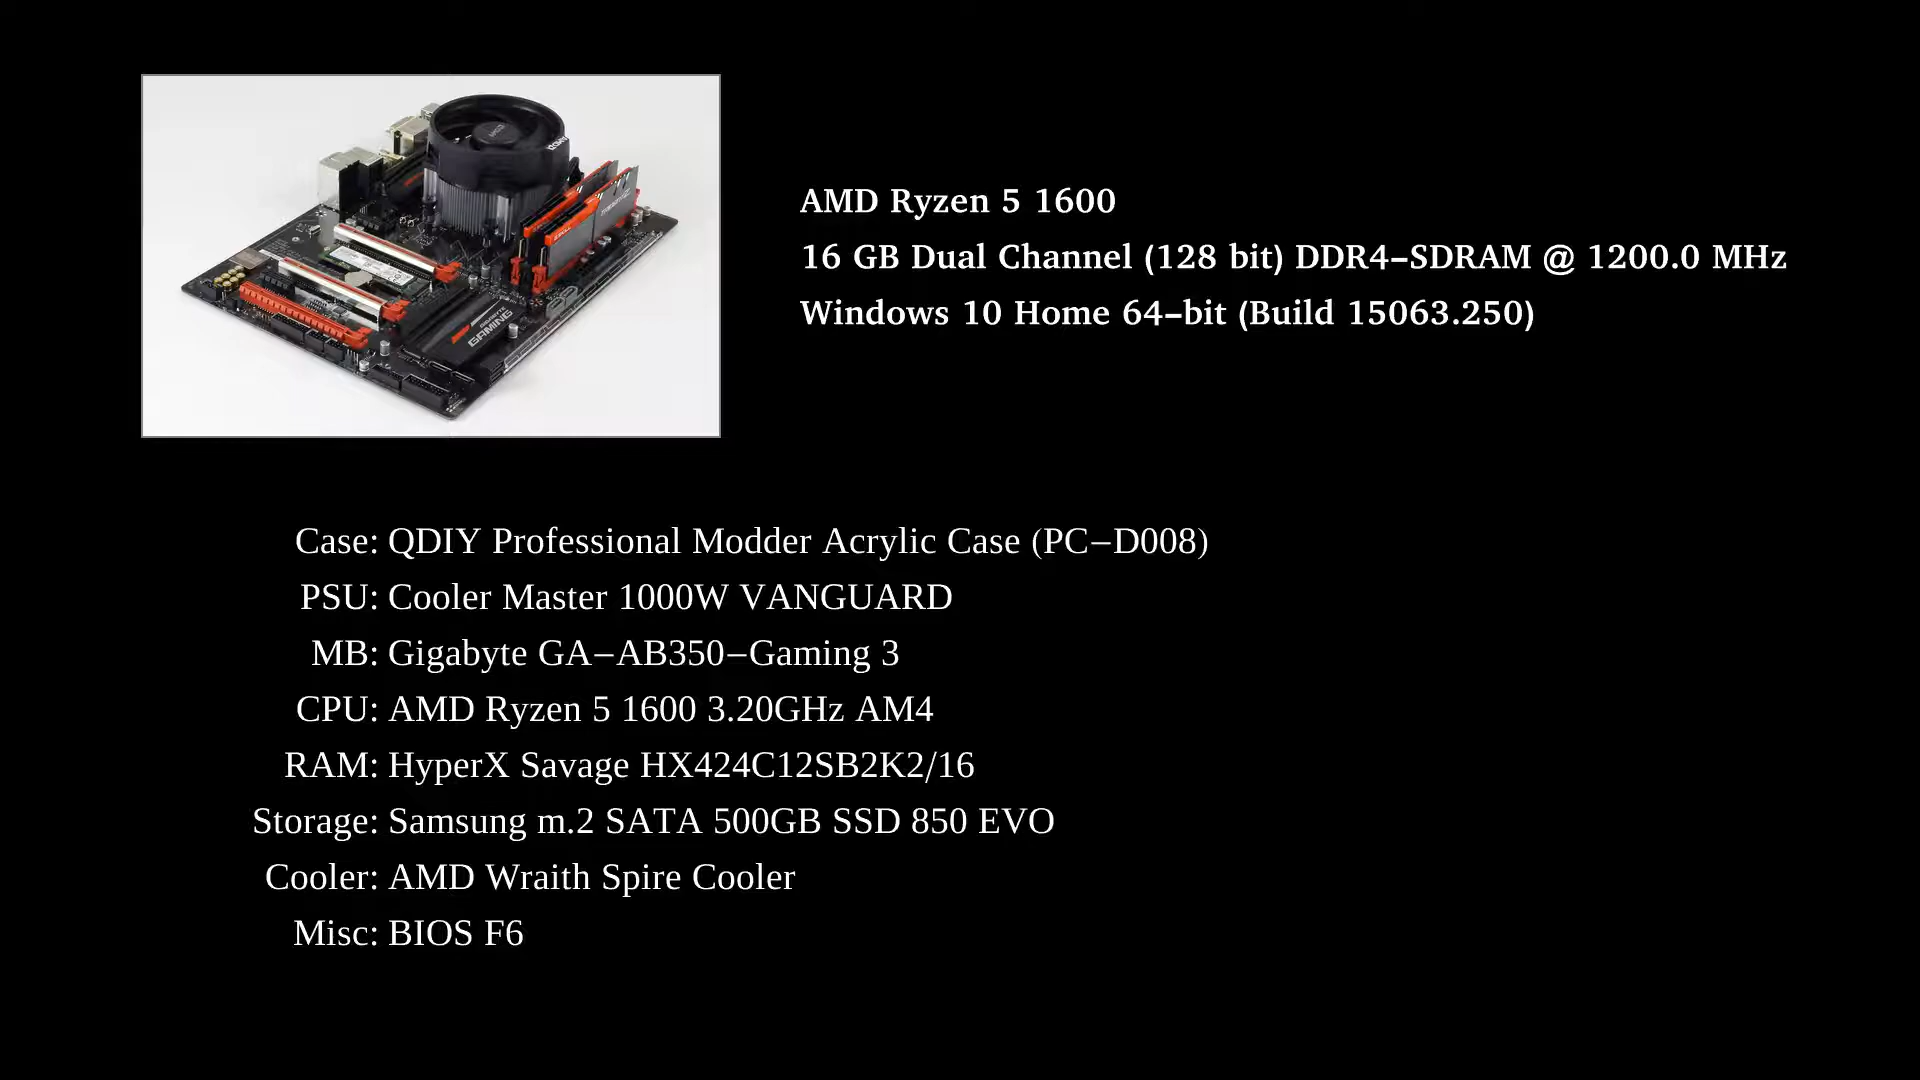 AMD Ryzen 5 1600
16 GB Dual Channel (128 bit) DDR4-SDRAM @ 1200.0 MHz
Windows 10 Home 64-bit (Build 15063.250)
GIGABYTE
GAMING
Case: QDIY Professional Modder Acrylic Case (PC-D008)
PSU: Cooler Master 1000W VANGUARD
MB: Gigabyte GA-AB350-Gaming 3
CPU: AMD Ryzen 5 1600 3.20GHz AM4
RAM: HyperX Savage HX424C12SB2K2/16
Storage: Samsung m.2 SATA 500GB SSD 850 EVO
Cooler: AMD Wraith Spire Cooler
Misc: BIOS F6